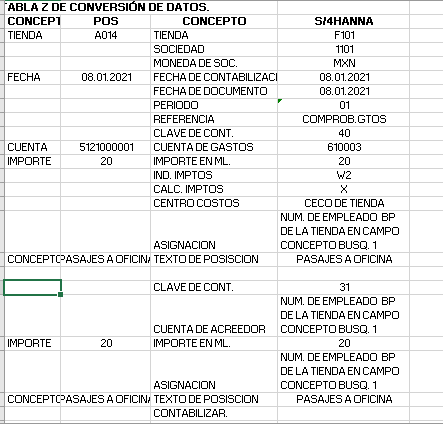 ABLA Z DE CONVERSIÓN DE DATOS.
CONCEPT POS CONCEPTO S/4HANNA
TIENDA A014 TIENDA F101
SOCIEDAD 1101
MONEDA DE SOC. MXN
FECHA 08.01.2021 FECHA DE CONTABILIZACI 08.01.2021
FECHA DE DOCUMENTO 08.01.2021
PERIODO 01
REFERENCIA COMPROB.GTOS
CLAVE DE CONT. 40
CUENTA 5121000001 CUENTA DE GASTOS 610003
IMPORTE 20 IMPORTE EN ML. 20
IND. IMPTOS W2
CALC. IMPTOS X
CENTRO COSTOS CECO DE TIENDA
NUM. DE EMPLEADO BP
DE LA TIENDA EN CAMPO
ASIGNACION CONCEPTO BUSQ. 1
CONCEPTO PASAJES A OFICINA TEXTO DE POSISCION PASAJES A OFICINA
CLAVE DE CONT. 31
NUM. DE EMPLEADO BP
DE LA TIENDA EN CAMPO
CUENTA DE ACREEDOR CONCEPTO BUSQ. 1
IMPORTE 20 IMPORTE EN ML. 20
NUM. DE EMPLEADO BP
DE LA TIENDA EN CAMPO
ASIGNACION CONCEPTO BUSQ. 1
CONCEPTO PASAJES A OFICINA TEXTO DE POSISCION PASAJES A OFICINA
CONTABILIZAR.